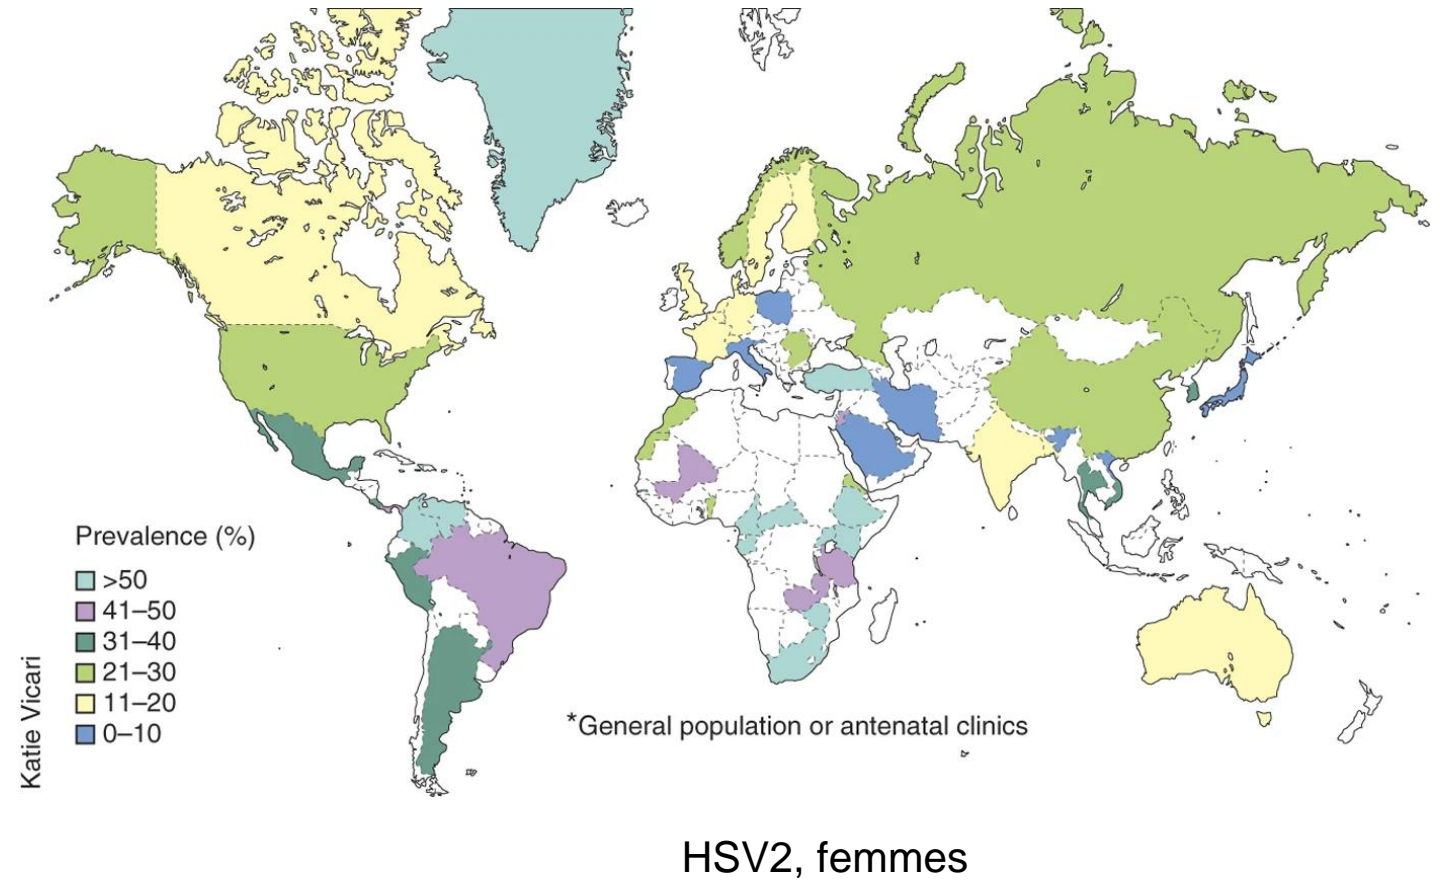 Prevalence (%)
>50
41–50
31–40
21–30
11–20
0–10
Katie Vicari
*General population or antenatal clinics
HSV2, femmes